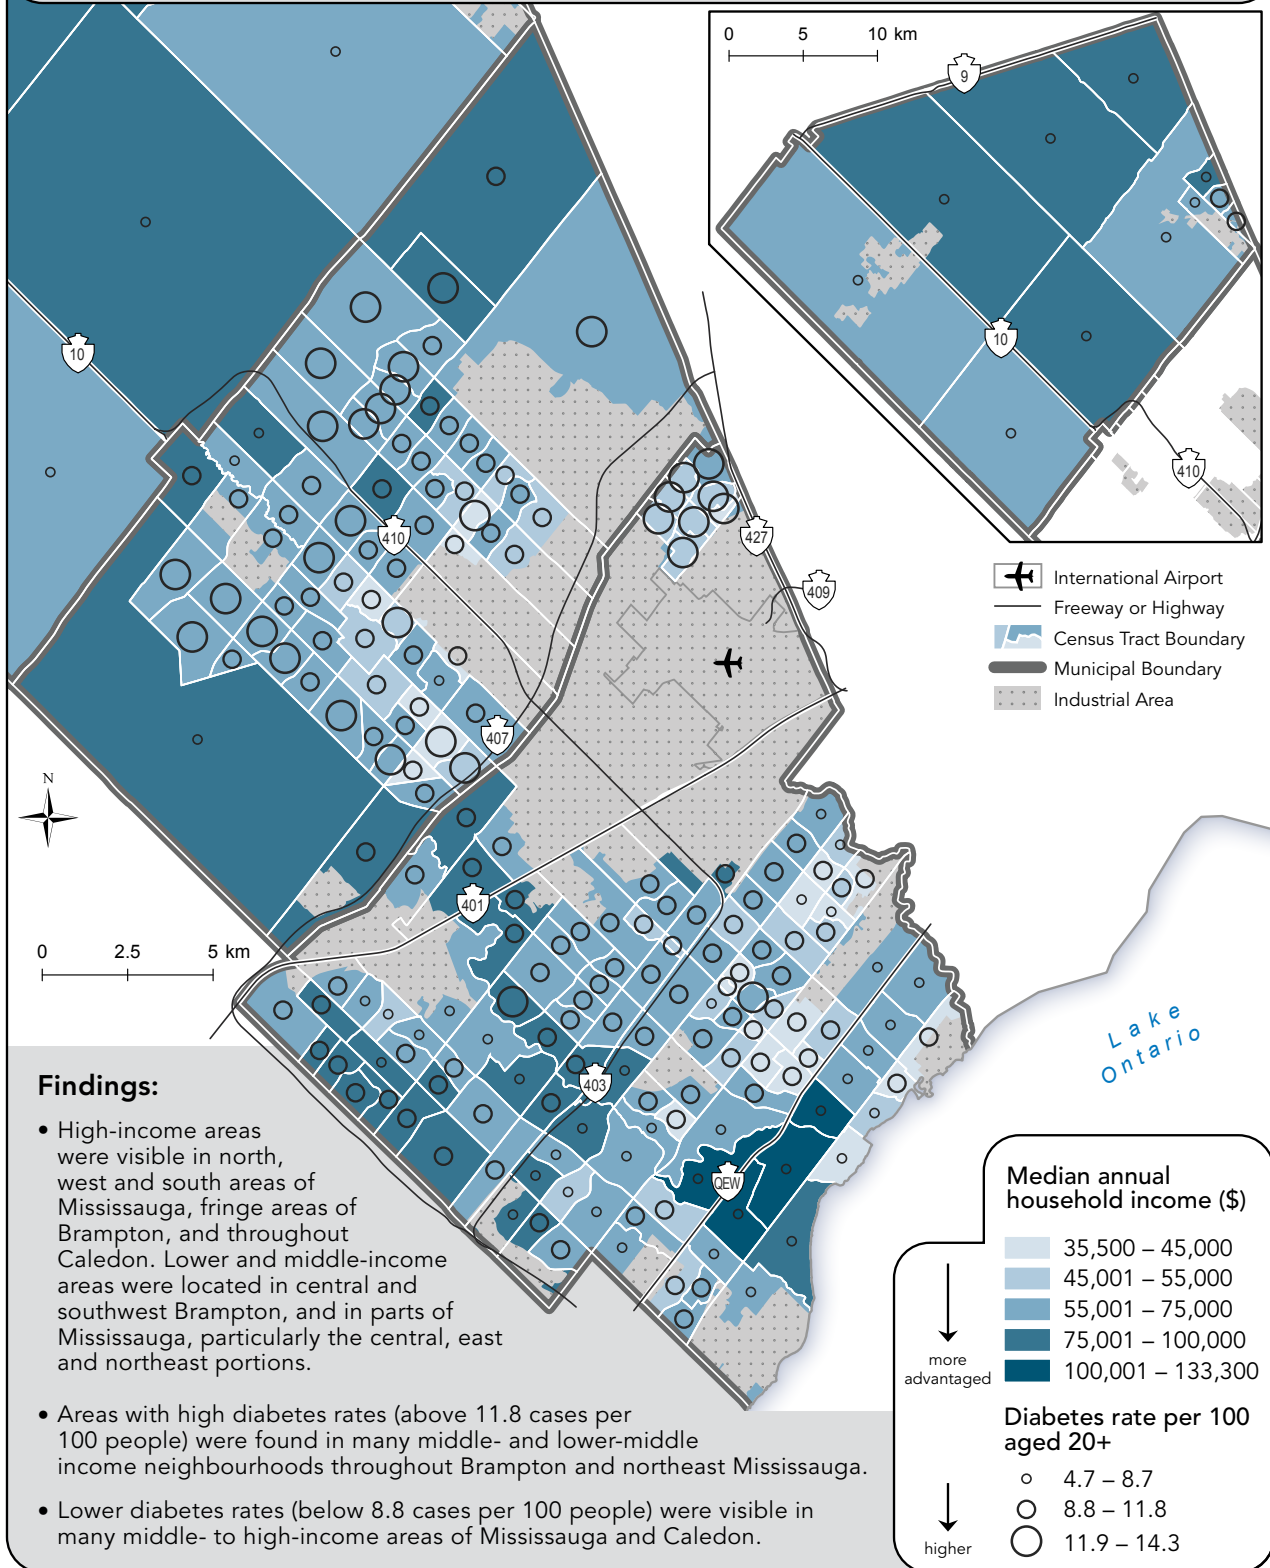 0 5 10 km
9
10
410
10
410
427
409
407
401
403
QEW
International Airport
Freeway or Highway
Census Tract Boundary
Municipal Boundary
Industrial Area
N
0 2.5 5 km
Lake
Ontario
Findings:
• High-income areas
were visible in north,
west and south areas of
Mississauga, fringe areas of
Brampton, and throughout
Caledon. Lower and middle-income
areas were located in central and
southwest Brampton, and in parts of
Mississauga, particularly the central, east
and northeast portions.
• Areas with high diabetes rates (above 11.8 cases per
100 people) were found in many middle- and lower-middle
income neighbourhoods throughout Brampton and northeast Mississauga.
• Lower diabetes rates (below 8.8 cases per 100 people) were visible in
many middle- to high-income areas of Mississauga and Caledon.
Median annual
household income ($)
35,500 – 45,000
45,001 – 55,000
55,001 – 75,000
75,001 – 100,000
100,001 – 133,300
more
advantaged
Diabetes rate per 100
aged 20+
4.7 – 8.7
8.8 – 11.8
11.9 – 14.3
higher